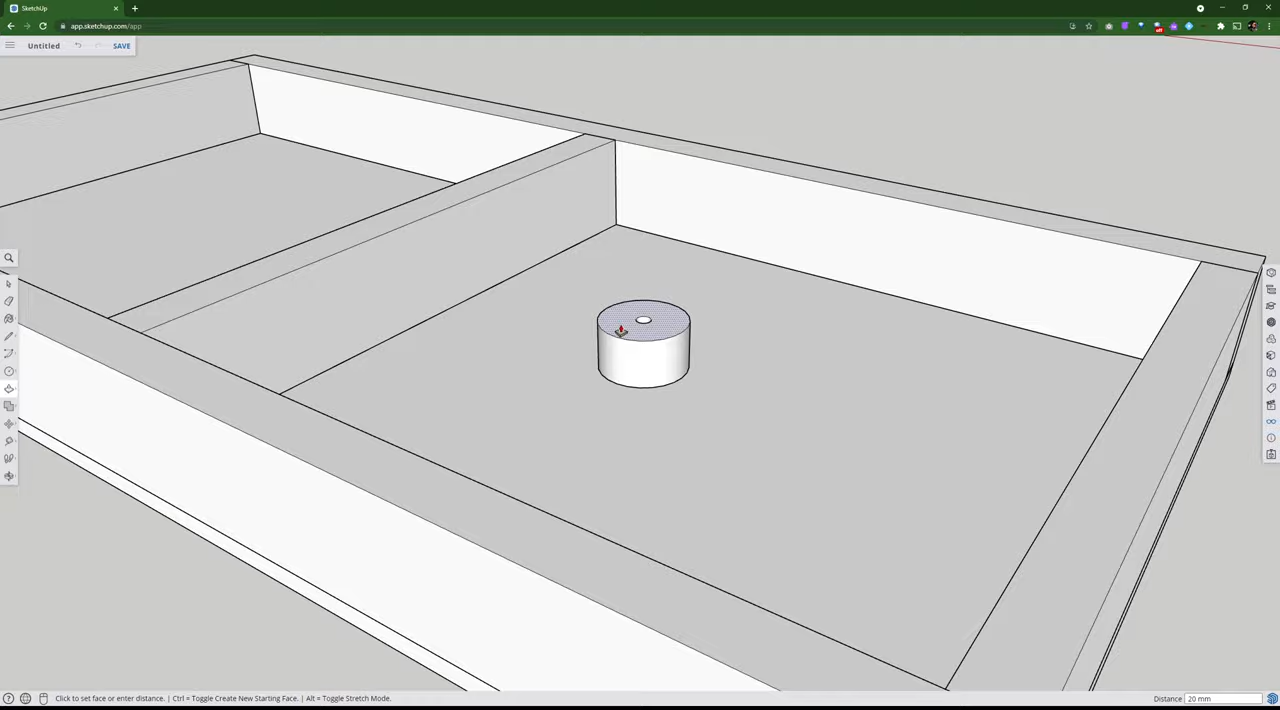 SketchUp
app.sketchup.com/app
off
Untitled
SAVE
Click to set face or enter distance. | Ctrl = Toggle Create New Starting Face. | Alt = Toggle Stretch Mode.
Distance 20 mm